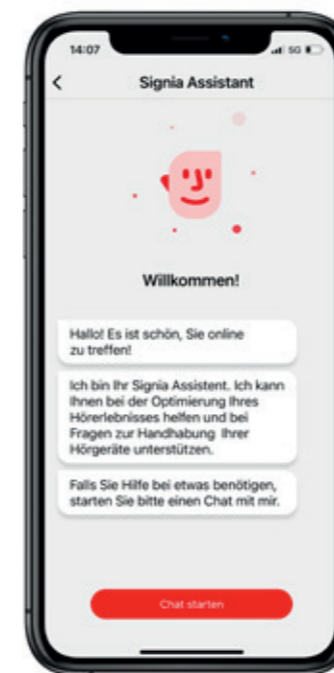 14:07
5G
Signia Assistant
Willkommen!
Hallo! Es ist schön, Sie online
zu treffen!
Ich bin Ihr Signia Assistent. Ich kann
Ihnen bei der Optimierung Ihres
Hörerlebnisses helfen und bei
Fragen zur Handhabung Ihrer
Hörgeräte unterstützen.
Falls Sie Hilfe bei etwas benötigen,
starten Sie bitte einen Chat mit mir.
Chat starten